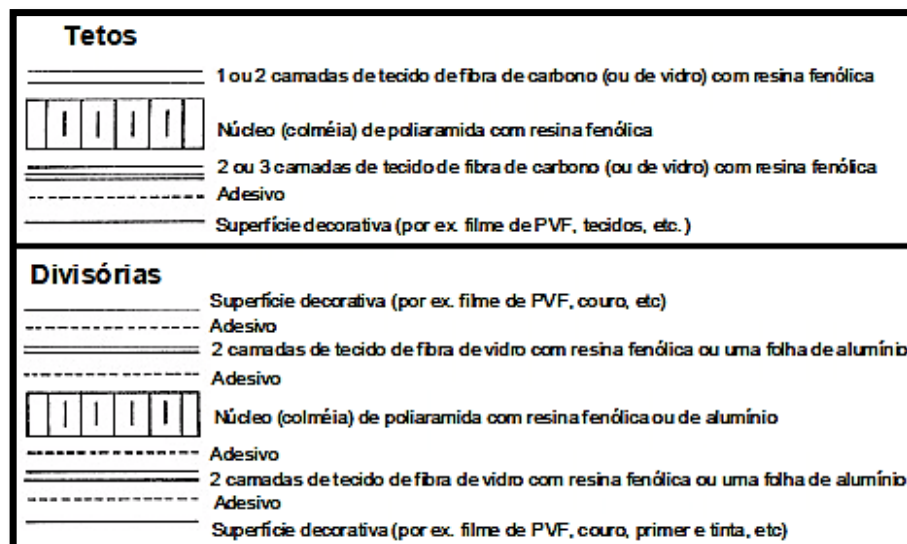 Tetos
1 ou 2 camadas de tecido de fibra de carbono (ou de vidro) com resina fenólica
Núcleo (colméia) de poliaramida com resina fenólica
2 ou 3 camadas de tecido de fibra de carbono (ou de vidro) com resina fenólica
Adesivo
Superfície decorativa (por ex. filme de PVF, tecidos, etc.)
Divisórias
Superfície decorativa (por ex. filme de PVF, couro, etc)
Adesivo
2 camadas de tecido de fibra de vidro com resina fenólica ou uma folha de alumínio
Adesivo
Núcleo (colméia) de poliaramida com resina fenólica ou de alumínio
Adesivo
2 camadas de tecido de fibra de vidro com resina fenólica ou uma folha de alumínio
Adesivo
Superfície decorativa (por ex. filme de PVF, couro, primer e tinta, etc)